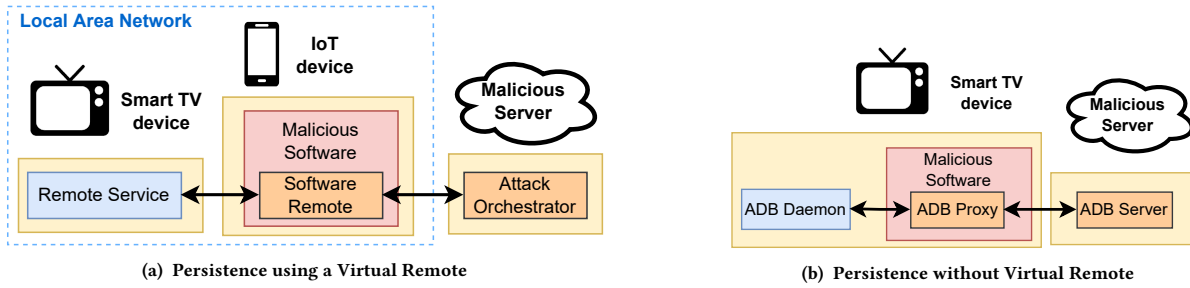 Local Area Network
IoT
device
Smart TV
device
Malicious
Server
Malicious
Software
Remote Service
Software
Remote
Attack
Orchestrator
(a) Persistence using a Virtual Remote
Smart TV
device
Malicious
Server
Malicious
Software
ADB Daemon
ADB Proxy
ADB Server
(b) Persistence without Virtual Remote